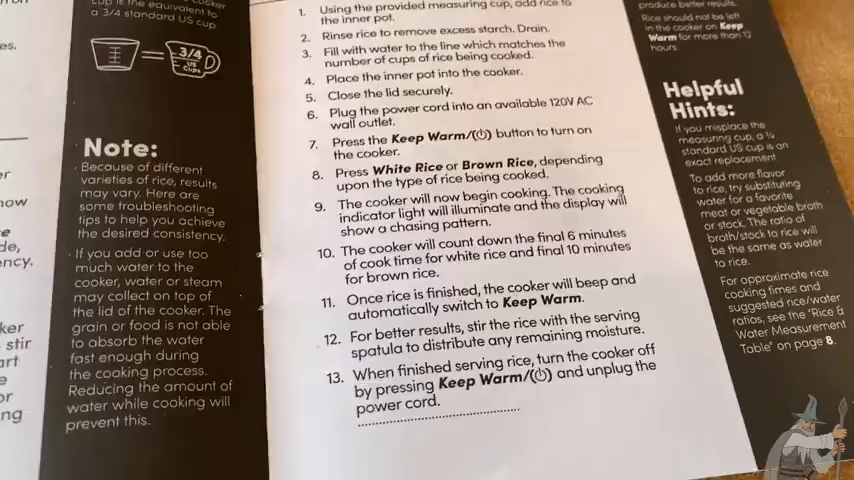 cup is the equivalent to
a 3/4 standard US cup.
3/4
US
Cups
es.
er
now
e
de,
ency.
ker
stir
art
e
or
ng
Note:
· Because of different
varieties of rice, results
may vary. Here are
some troubleshooting
tips to help you achieve
the desired consistency.
· If you add or use too
much water to the
cooker, water or steam
may collect on top of
the lid of the cooker. The
grain or food is not able
to absorb the water
fast enough during
the cooking process.
Reducing the amount of
water while cooking will
prevent this.
1. Using the provided measuring cup, add rice to
the inner pot.
2. Rinse rice to remove excess starch. Drain.
3. Fill with water to the line which matches the
number of cups of rice being cooked.
4. Place the inner pot into the cooker.
5. Close the lid securely.
6. Plug the power cord into an available 120V AC
wall outlet.
7. Press the Keep Warm/(⏻) button to turn on
the cooker.
8. Press White Rice or Brown Rice, depending
upon the type of rice being cooked.
9. The cooker will now begin cooking. The cooking
indicator light will illuminate and the display will
show a chasing pattern.
10. The cooker will count down the final 6 minutes
of cook time for white rice and final 10 minutes
for brown rice.
11. Once rice is finished, the cooker will beep and
automatically switch to Keep Warm.
12. For better results, stir the rice with the serving
spatula to distribute any remaining moisture.
13. When finished serving rice, turn the cooker off
by pressing Keep Warm/(⏻) and unplug the
power cord.
produce better results.
Rice should not be left
in the cooker on Keep
Warm for more than 12
hours.
Helpful
Hints:
If you misplace the
measuring cup, a ¾
standard US cup is an
exact replacement
To add more flavor
to rice, try substituting
water for a favorite
meat or vegetable broth
or stock. The ratio of
broth/stock to rice will
be the same as water
to rice.
For approximate rice
cooking times and
suggested rice/water
ratios, see the "Rice &
Water Measurement
Table" on page 8.